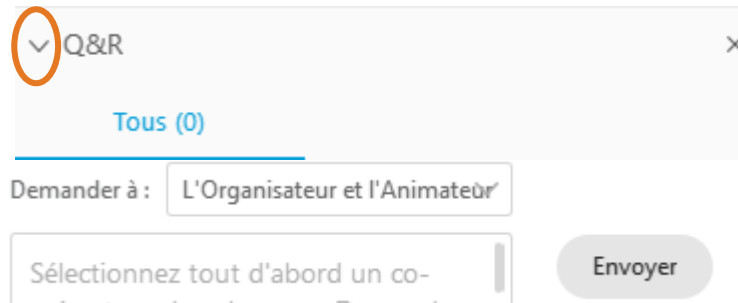 Q&R
Tous (0)
Demander à : L'Organisateur et l'Animateur
Sélectionnez tout d'abord un co-
Envoyer